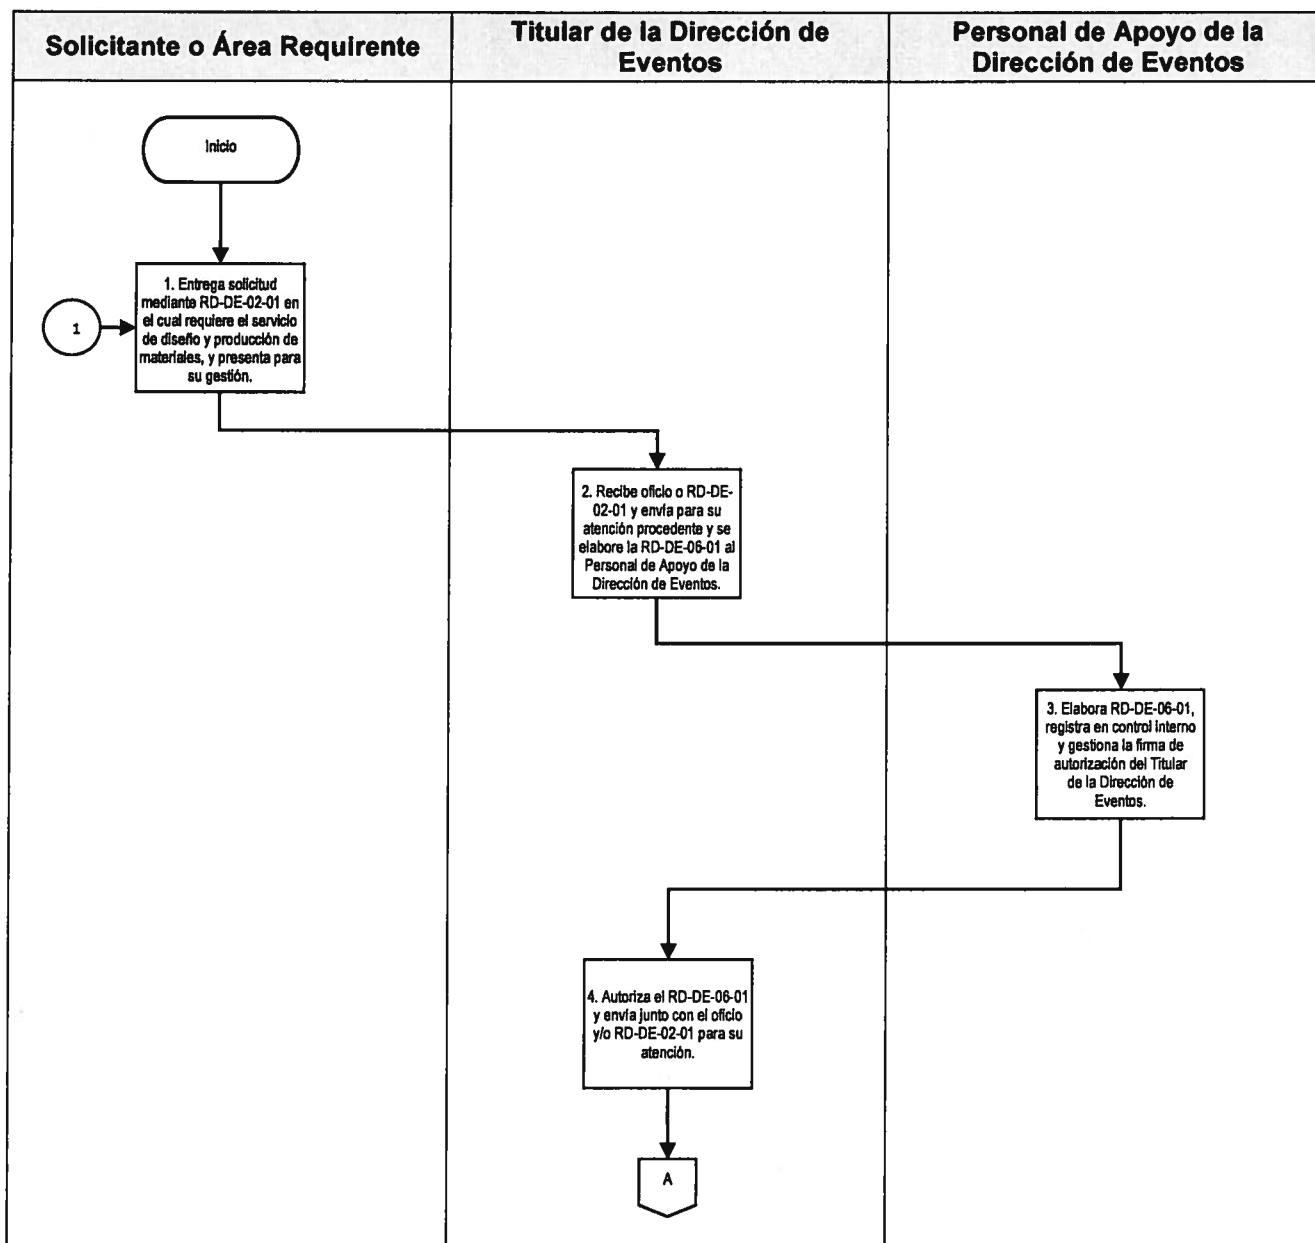 Solicitante o Área Requirente
Titular de la Dirección de
Eventos
Personal de Apoyo de la
Dirección de Eventos
Inicio
1. Entrega solicitud
mediante RD-DE-02-01 en
el cual requiere el servicio
de diseño y producción de
materiales, y presenta para
su gestión.
1
2. Recibe oficio o RD-DE-
02-01 y envía para su
atención procedente y se
elabore la RD-DE-06-01 al
Personal de Apoyo de la
Dirección de Eventos.
3. Elabora RD-DE-06-01,
registra en control interno
y gestiona la firma de
autorización del Titular
de la Dirección de
Eventos.
4. Autoriza el RD-DE-06-01
y envía junto con el oficio
y/o RD-DE-02-01 para su
atención.
A